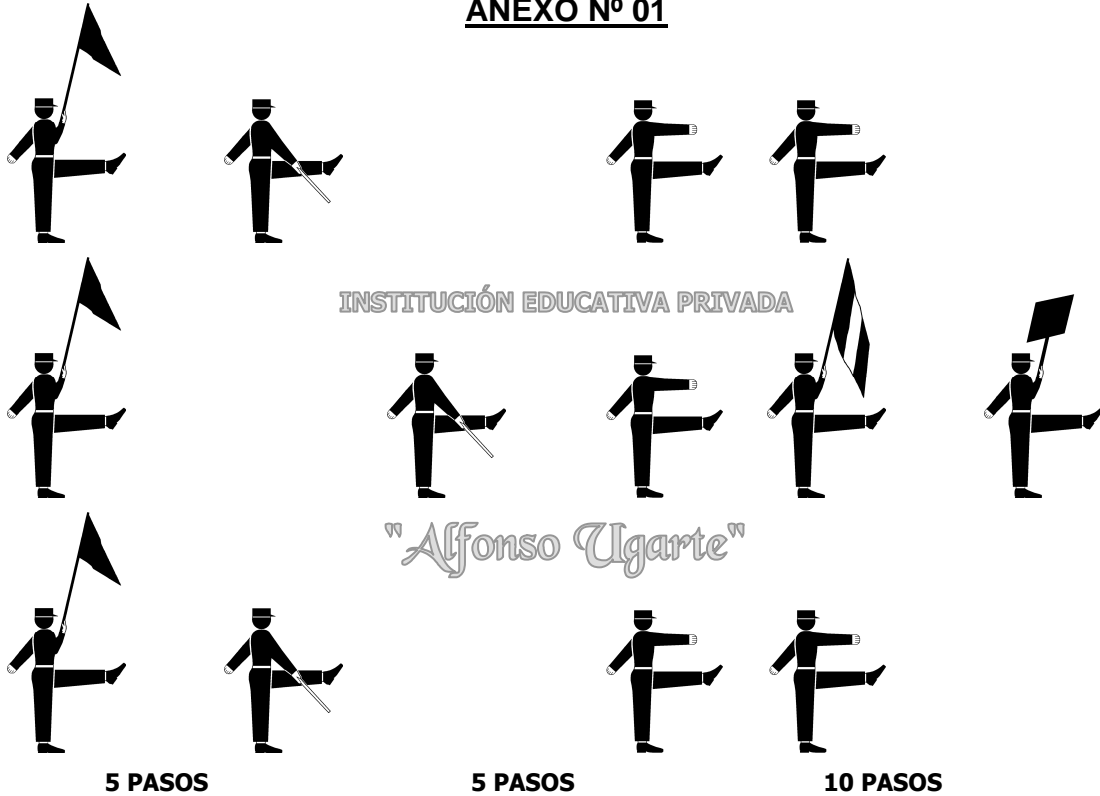 ANEXO Nº 01
INSTITUCIÓN EDUCATIVA PRIVADA
"Alfonso Ugarte"
5 PASOS 5 PASOS 10 PASOS